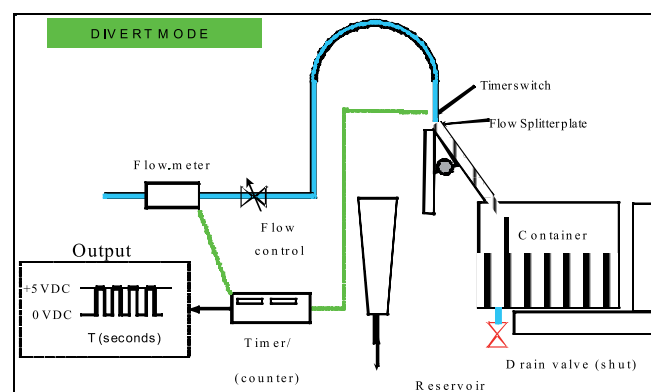 DIVERT MODE
Timerswitch
Flow Splitterplate
Flow.meter
Flow
control
Container
Output
+5 VDC
0 VDC
T (seconds)
Timer/
(counter)
Drain valve (shut)
Reservoir